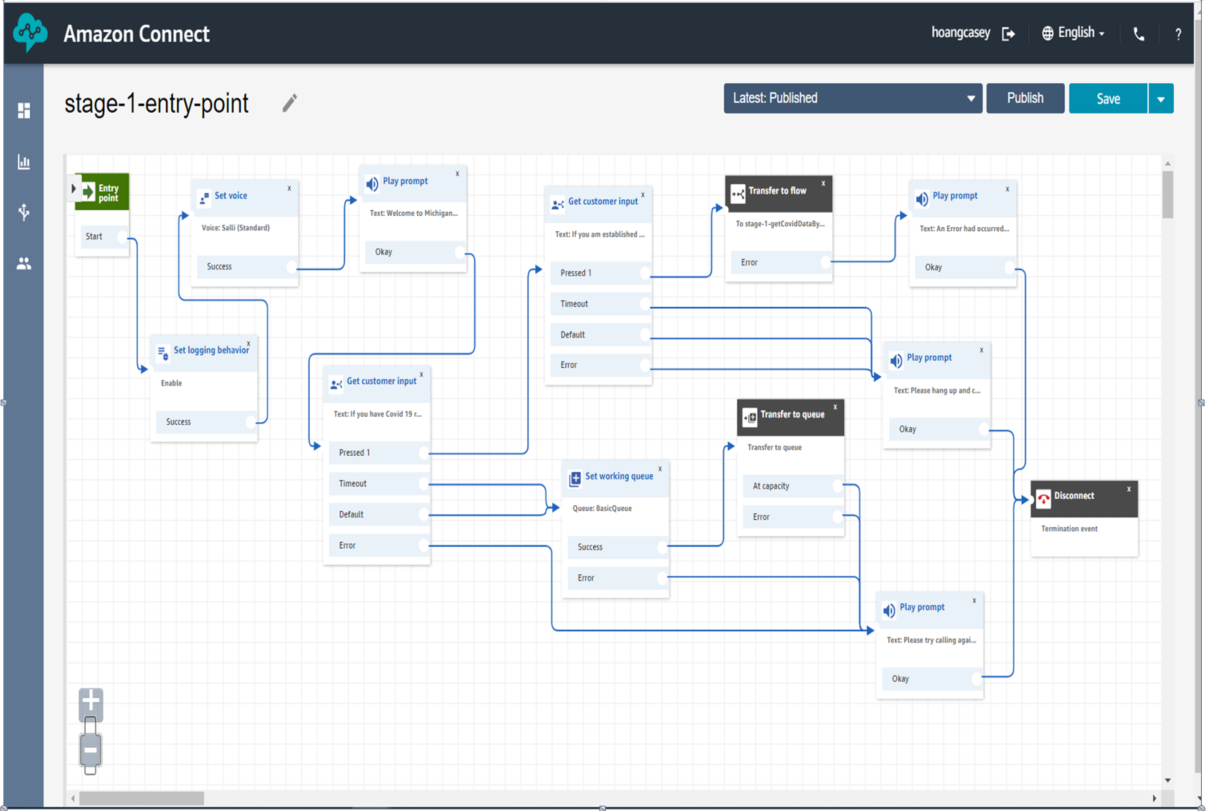 Amazon Connect
hoangcasey
English
?
stage-1-entry-point
Latest: Published
Publish
Save
Entry point
Start
Set voice
x
Voice: Salli (Standard)
Success
Play prompt
x
Text: Welcome to Michigan...
Okay
Set logging behavior
x
Enable
Success
Get customer input
x
Text: If you have Covid 19 r...
Pressed 1
Timeout
Default
Error
Get customer input
x
Text: If you am established ...
Pressed 1
Timeout
Default
Error
Transfer to flow
x
To stage-1-getCovidDataBy...
Error
Play prompt
x
Text: An Error had occurred...
Okay
Play prompt
x
Text: Please hang up and c...
Okay
Set working queue
x
Queue: BasicQueue
Success
Error
Transfer to queue
x
Transfer to queue
At capacity
Error
Disconnect
x
Termination event
Play prompt
x
Text: Please try calling agai...
Okay